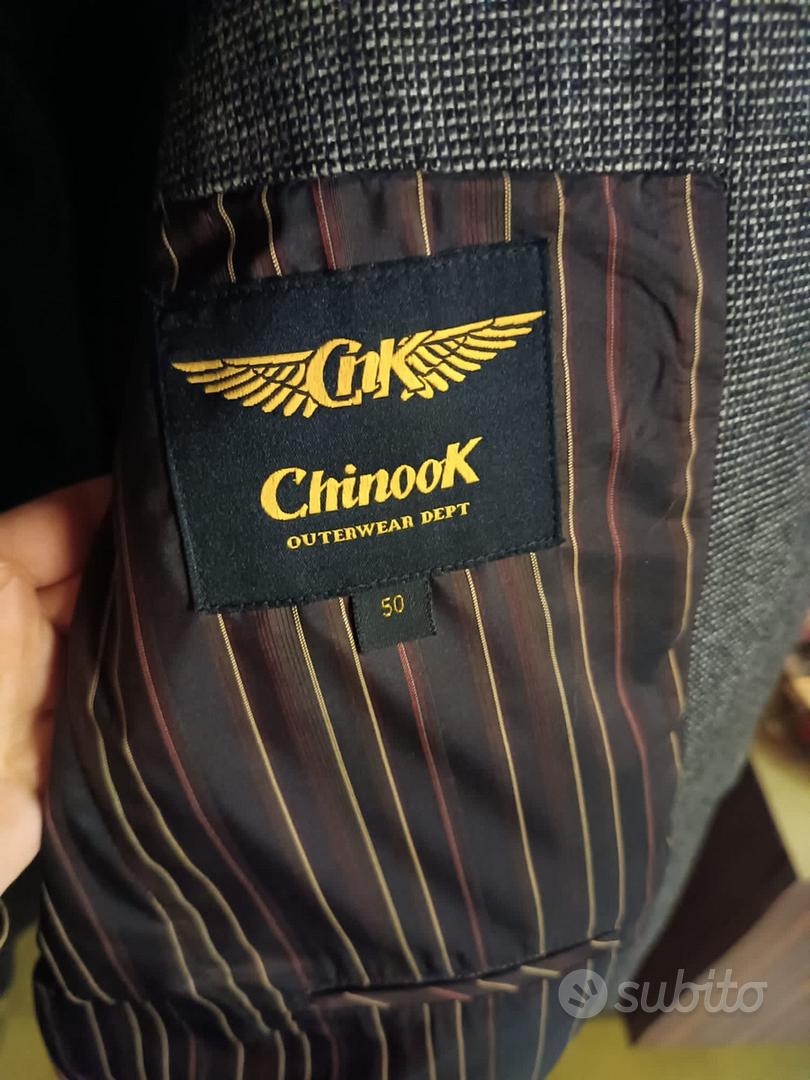 CnK
ChinooK
OUTERWEAR DEPT
50
subito